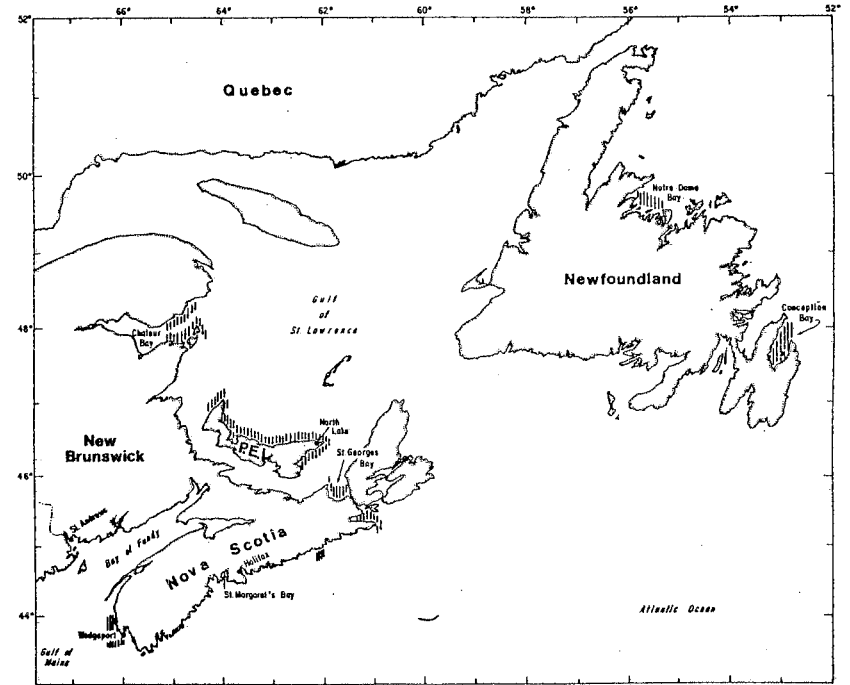 66°
64°
62°
60°
58°
56°
54°
52°
52°
Quebec
50°
Notre Dame
Bay
Newfoundland
Gulf
of
St. Lawrence
Conception
Bay
48°
Chaleur
Bay
North
Lake
New
Brunswick
P.E.I.
St Georges
Bay
46°
St. Andrews
Bay of Fundy
Nova Scotia
Halifax
St. Margaret's Bay
44°
Wedgeport
Gulf of
Maine
Atlantic Ocean